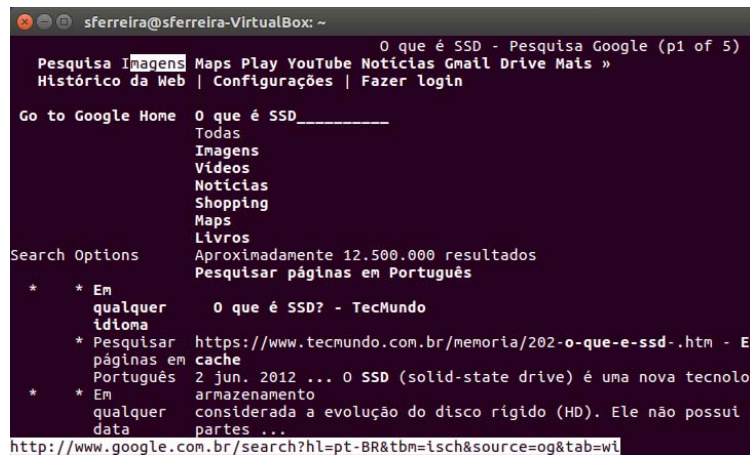 sferreira@sferreira-VirtualBox: ~
O que é SSD - Pesquisa Google (p1 of 5)
Pesquisa Imagens Maps Play YouTube Notícias Gmail Drive Mais »
Histórico da Web | Configurações | Fazer login
Go to Google Home O que é SSD__________
Todas
Imagens
Vídeos
Notícias
Shopping
Maps
Livros
Search Options Aproximadamente 12.500.000 resultados
Pesquisar páginas em Português
* * Em
qualquer O que é SSD? - TecMundo
idioma
* Pesquisar https://www.tecmundo.com.br/memoria/202-o-que-e-ssd-.htm - E
páginas em cache
Português 2 jun. 2012 ... O SSD (solid-state drive) é uma nova tecnolo
* * Em armazenamento
qualquer considerada a evolução do disco rígido (HD). Ele não possui
data partes ...
http://www.google.com.br/search?hl=pt-BR&tbm=isch&source=og&tab=wi